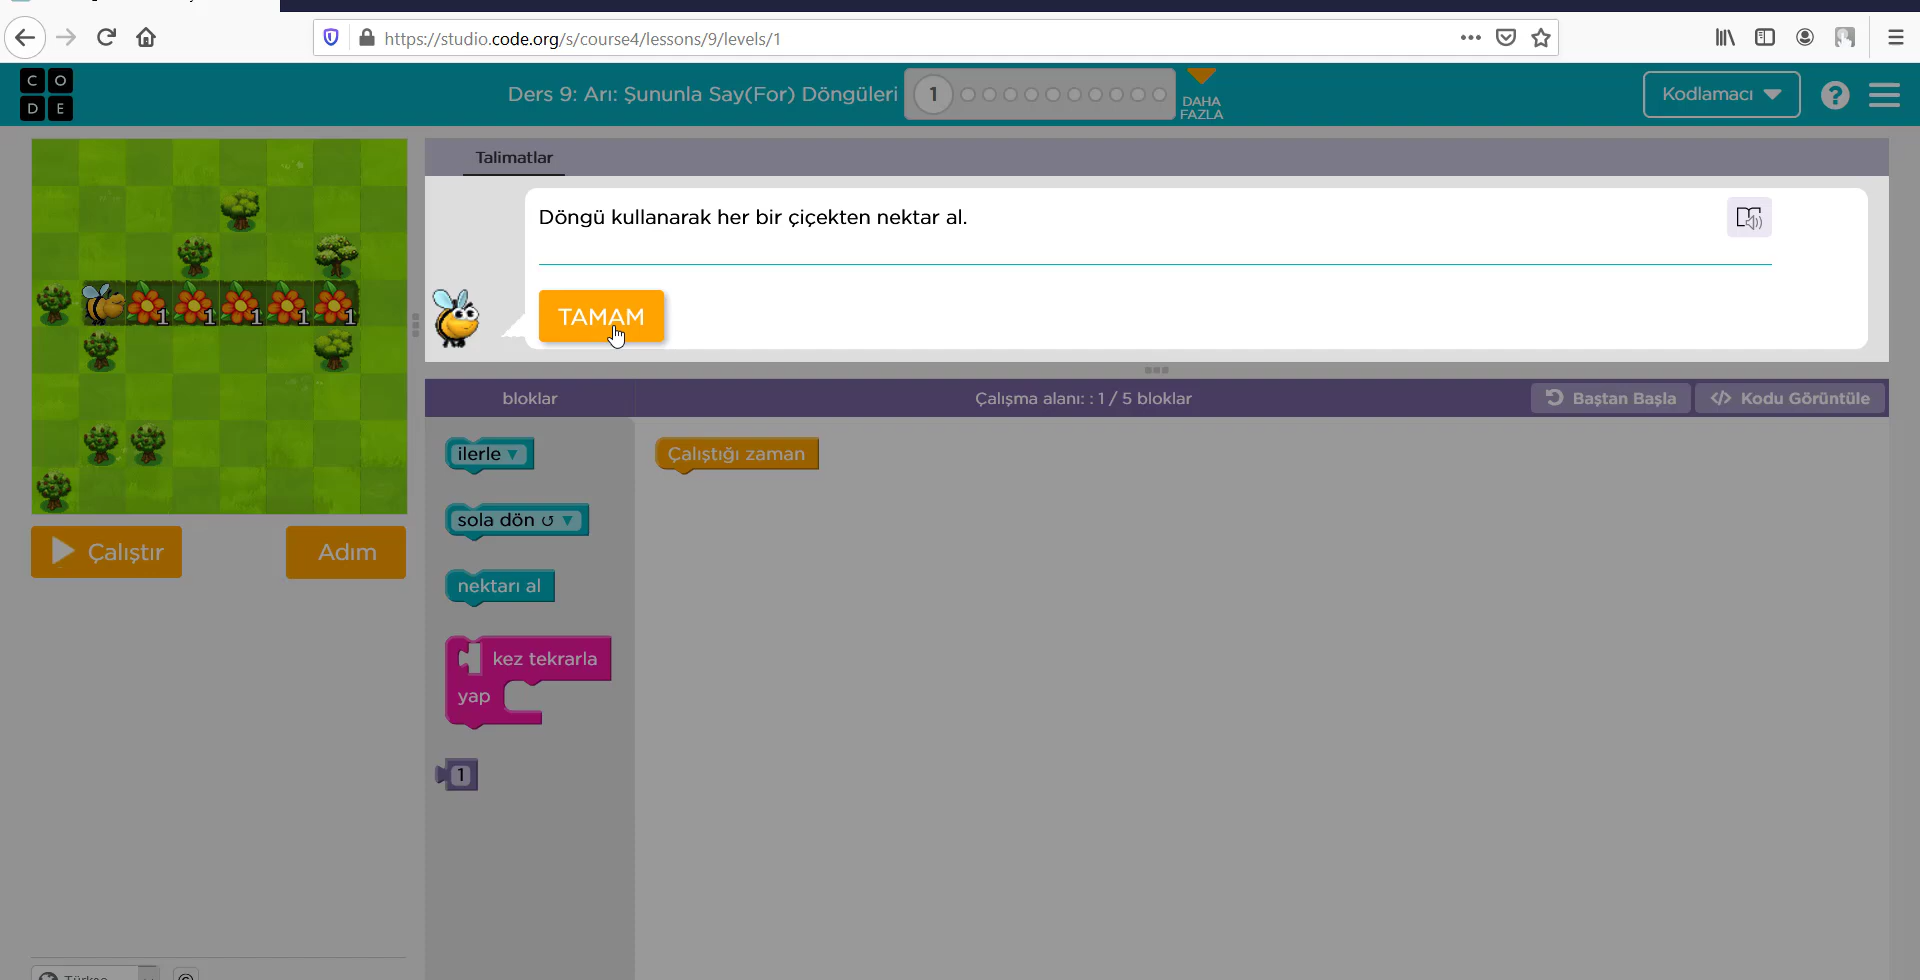 https://studio.code.org/s/course4/lessons/9/levels/1
C O
D E
Ders 9: Arı: Şununla Say(For) Döngüleri
1
DAHA
FAZLA
Kodlamacı
?
Talimatlar
Döngü kullanarak her bir çiçekten nektar al.
TAMAM
1 1 1 1 1
bloklar
Çalışma alanı: : 1 / 5 bloklar
Baştan Başla
</> Kodu Görüntüle
ilerle
Çalıştığı zaman
sola dön ↺
Çalıştır
Adım
nektarı al
kez tekrarla
yap
1